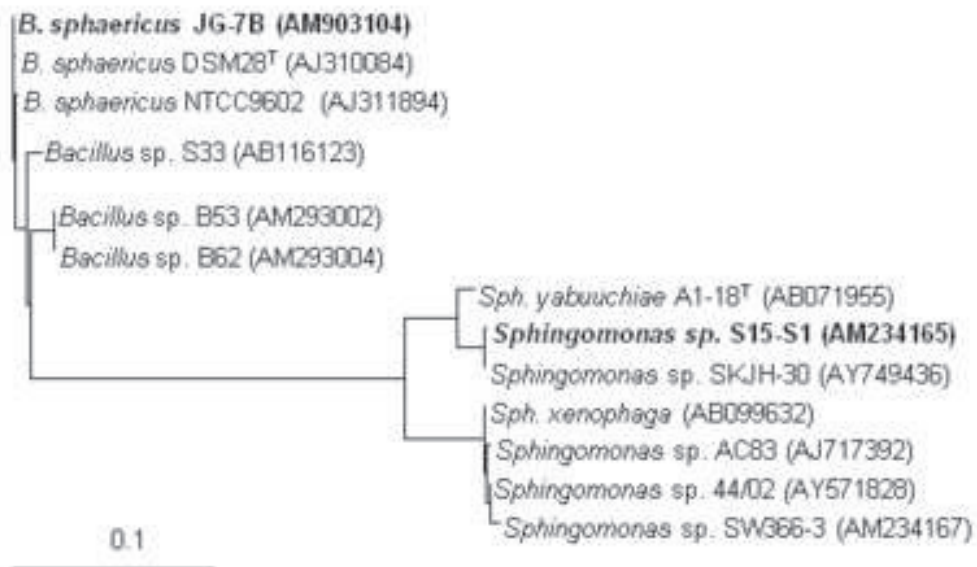 B. sphaericus JG-7B (AM903104)
B. sphaericus DSM28ᵀ (AJ310084)
B. sphaericus NTCC9602 (AJ311894)
Bacillus sp. S33 (AB116123)
Bacillus sp. B53 (AM293002)
Bacillus sp. B62 (AM293004)
Sph. yabuuchiae A1-18ᵀ (AB071955)
Sphingomonas sp. S15-S1 (AM234165)
Sphingomonas sp. SKJH-30 (AY749436)
Sph. xenophaga (AB099632)
Sphingomonas sp. AC83 (AJ717392)
Sphingomonas sp. 44/02 (AY571828)
Sphingomonas sp. SW366-3 (AM234167)
0.1